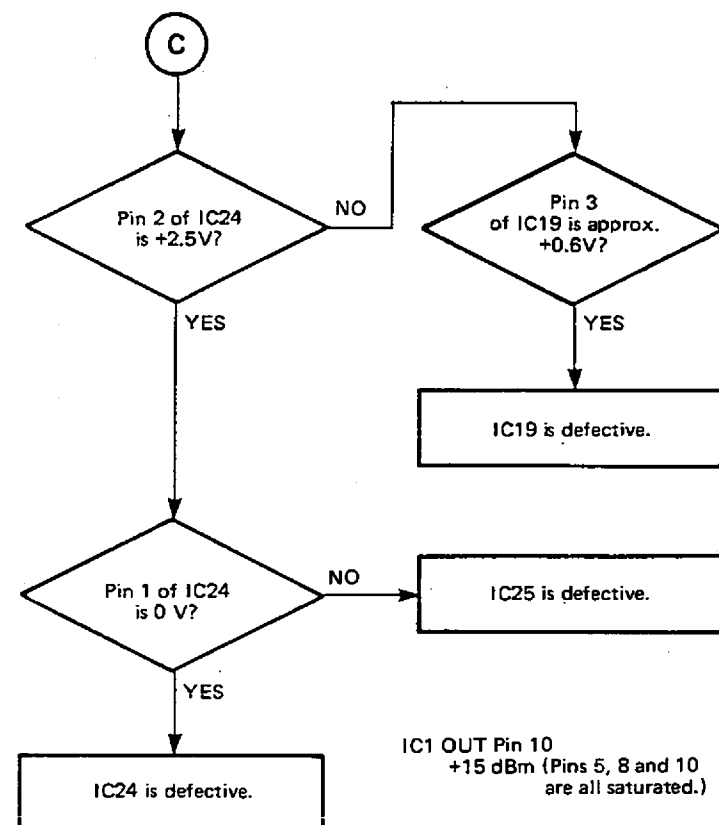 C
Pin 2 of IC24
is +2.5V?
NO
Pin 3
of IC19 is approx.
+0.6V?
YES
YES
IC19 is defective.
Pin 1 of IC24
is 0 V?
NO
IC25 is defective.
YES
IC24 is defective.
IC1 OUT Pin 10
+15 dBm (Pins 5, 8 and 10
are all saturated.)